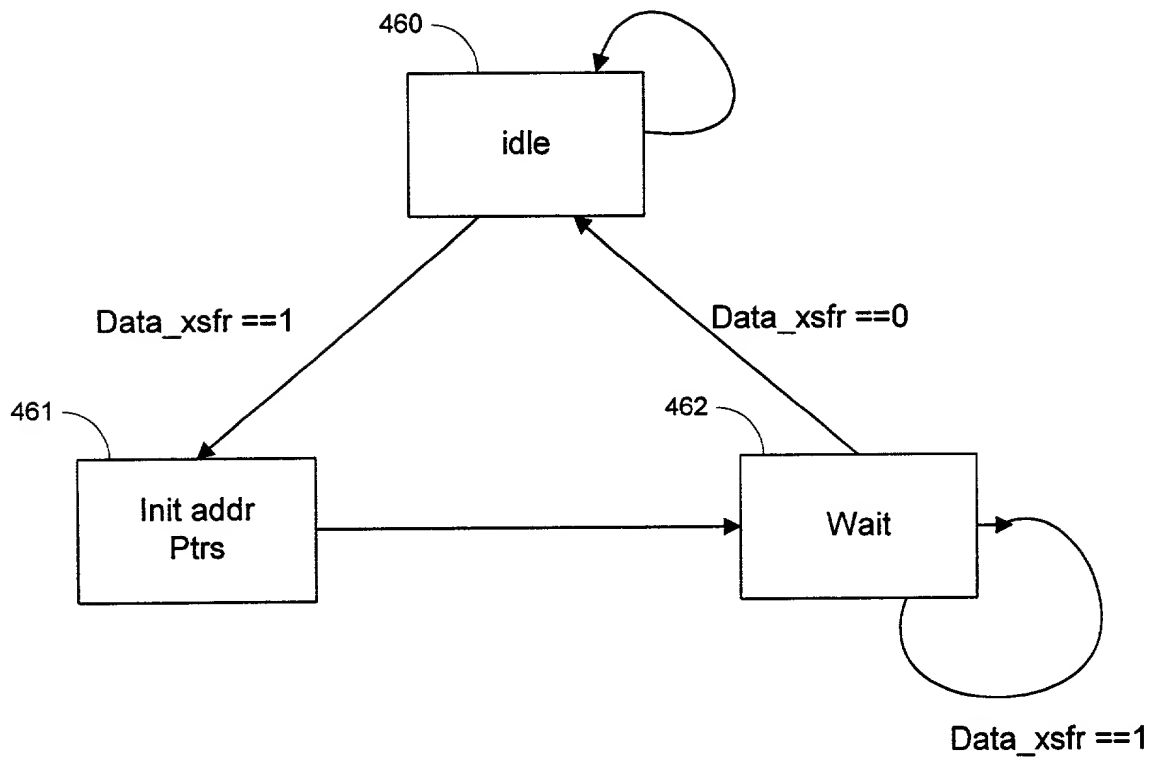 460
idle
Data_xsfr ==1
Data_xsfr ==0
461
462
Init addr
Ptrs
Wait
Data_xsfr ==1